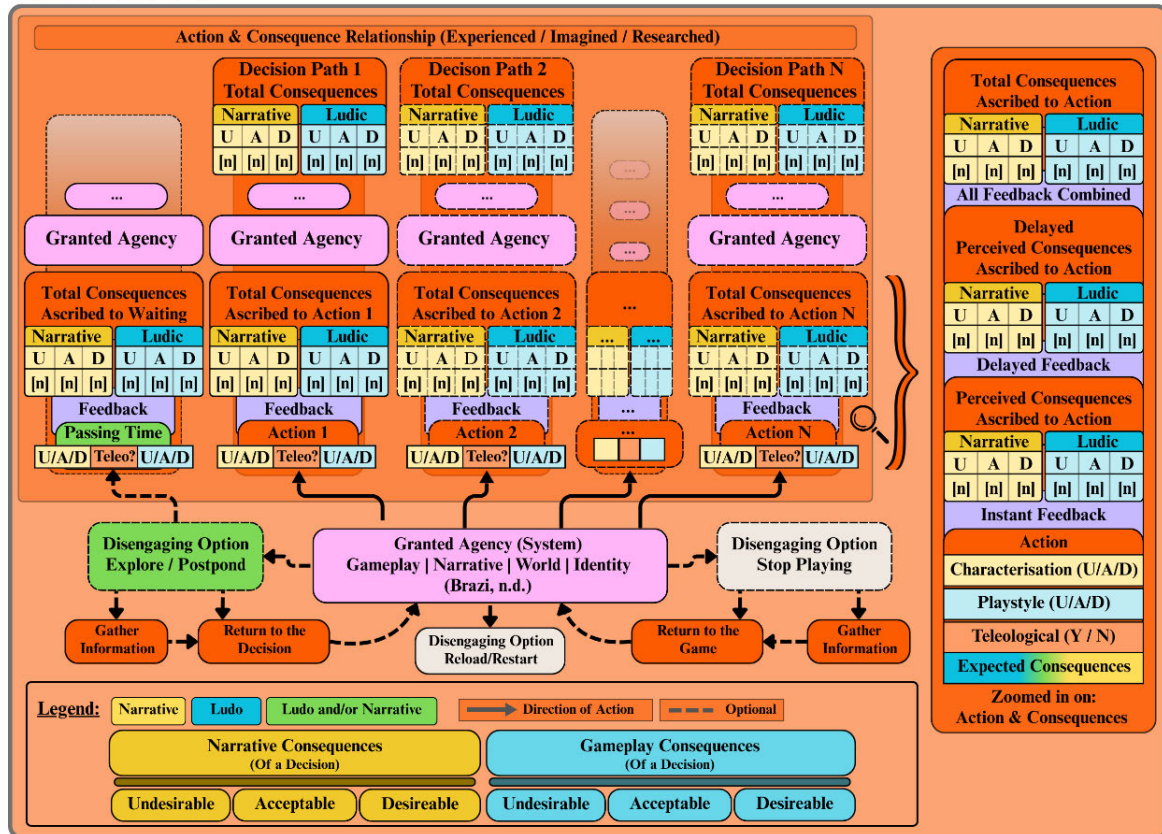 Action & Consequence Relationship (Experienced / Imagined / Researched)
Decision Path 1
Total Consequences
Narrative Ludic
U A D U A D
[n] [n] [n] [n] [n] [n]
...
Granted Agency
Decision Path 2
Total Consequences
Narrative Ludic
U A D U A D
[n] [n] [n] [n] [n] [n]
...
Granted Agency
...
...
...
Decision Path N
Total Consequences
Narrative Ludic
U A D U A D
[n] [n] [n] [n] [n] [n]
...
Granted Agency
...
Granted Agency
Total Consequences
Ascribed to Waiting
Narrative Ludic
U A D U A D
[n] [n] [n] [n] [n] [n]
Feedback
Passing Time
U/A/D Teleo? U/A/D
Total Consequences
Ascribed to Action 1
Narrative Ludic
U A D U A D
[n] [n] [n] [n] [n] [n]
Feedback
Action 1
U/A/D Teleo? U/A/D
Total Consequences
Ascribed to Action 2
Narrative Ludic
U A D U A D
[n] [n] [n] [n] [n] [n]
Feedback
Action 2
U/A/D Teleo? U/A/D
...
... ...
...
...
Total Consequences
Ascribed to Action N
Narrative Ludic
U A D U A D
[n] [n] [n] [n] [n] [n]
Feedback
Action N
U/A/D Teleo? U/A/D
Disengaging Option
Explore / Postpond
Granted Agency (System)
Gameplay | Narrative | World | Identity
(Brazi, n.d.)
Disengaging Option
Stop Playing
Gather
Information
Return to the
Decision
Disengaging Option
Reload/Restart
Return to the
Game
Gather
Information
Legend:
Narrative
Ludo
Ludo and/or Narrative
Direction of Action
Optional
Narrative Consequences
(Of a Decision)
Undesirable Acceptable Desireable
Gameplay Consequences
(Of a Decision)
Undesirable Acceptable Desireable
Total Consequences
Ascribed to Action
Narrative Ludic
U A D U A D
[n] [n] [n] [n] [n] [n]
All Feedback Combined
Delayed
Perceived Consequences
Ascribed to Action
Narrative Ludic
U A D U A D
[n] [n] [n] [n] [n] [n]
Delayed Feedback
Perceived Consequences
Ascribed to Action
Narrative Ludic
U A D U A D
[n] [n] [n] [n] [n] [n]
Instant Feedback
Action
Characterisation (U/A/D)
Playstyle (U/A/D)
Teleological (Y / N)
Expected Consequences
Zoomed in on:
Action & Consequences